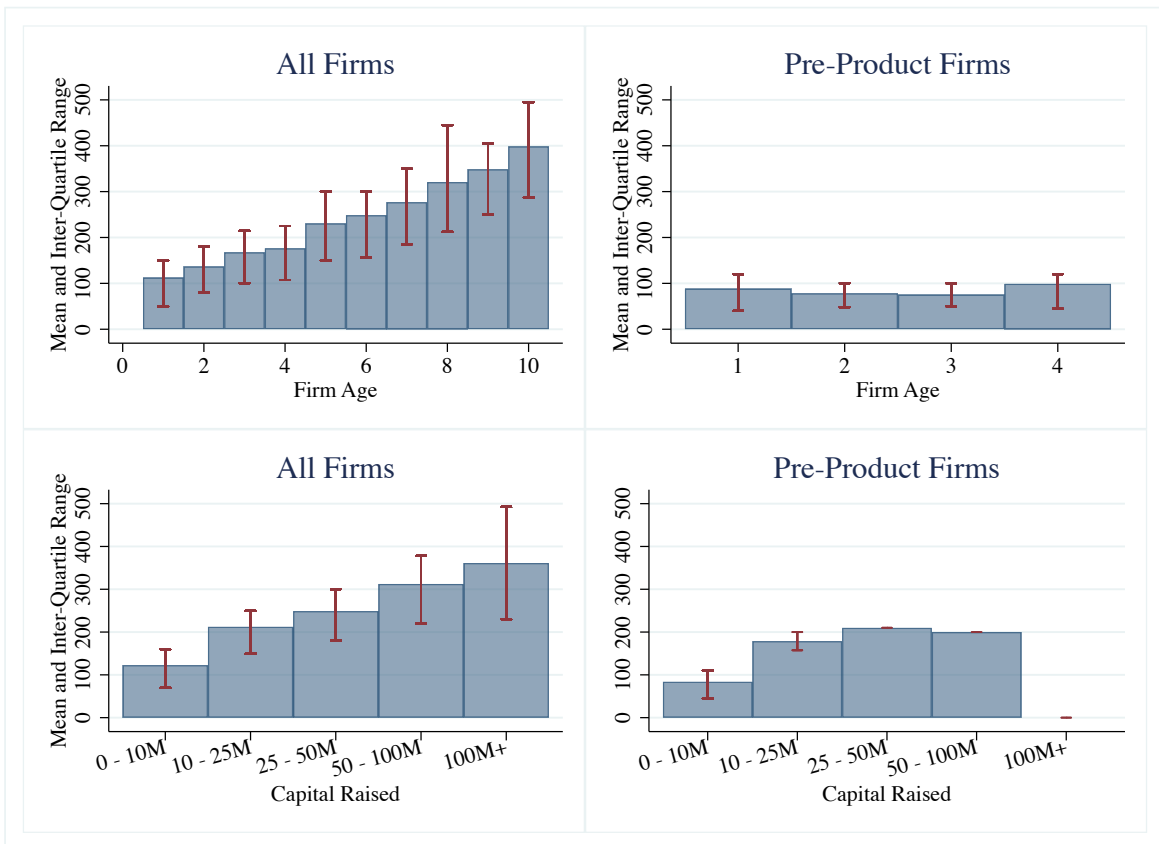 All Firms
Mean and Inter-Quartile Range
0 100 200 300 400 500
0 2 4 6 8 10
Firm Age
Pre-Product Firms
Mean and Inter-Quartile Range
0 100 200 300 400 500
1 2 3 4
Firm Age
All Firms
Mean and Inter-Quartile Range
0 100 200 300 400 500
0 - 10M 10 - 25M 25 - 50M 50 - 100M 100M+
Capital Raised
Pre-Product Firms
0 100 200 300 400 500
0 - 10M 10 - 25M 25 - 50M 50 - 100M 100M+
Capital Raised